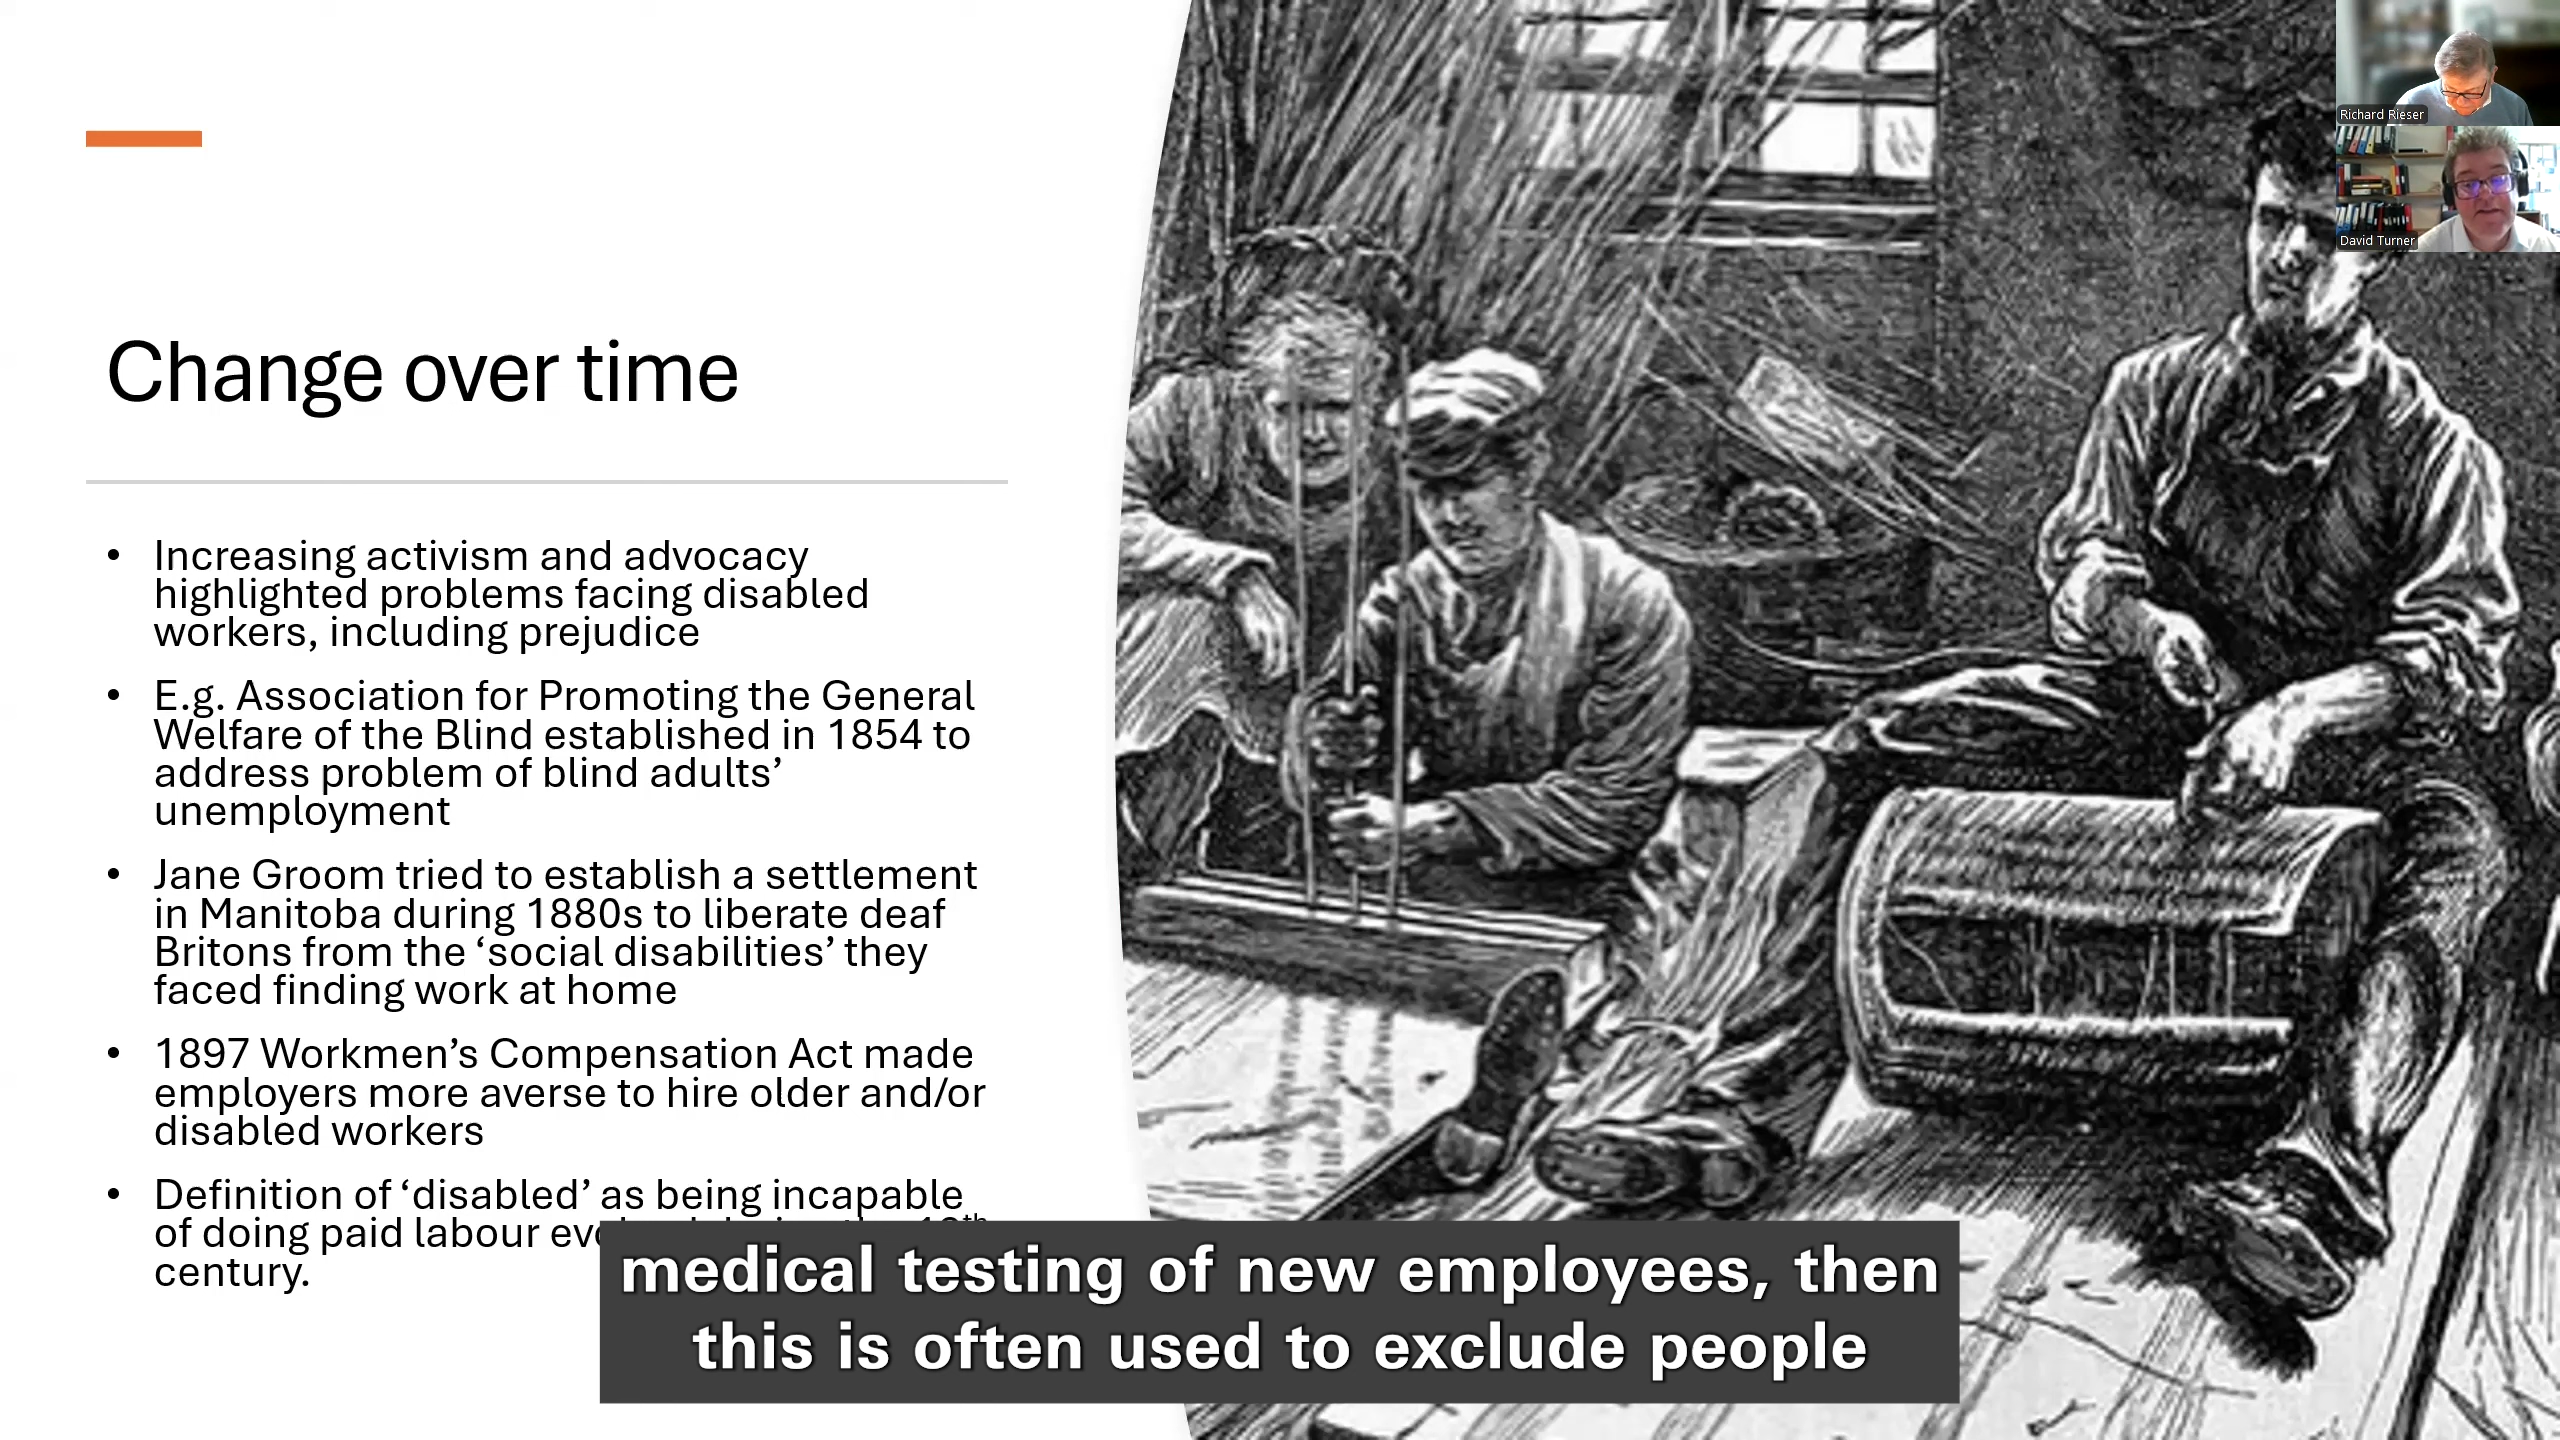 Richard Rieser
David Turner
Change over time
• Increasing activism and advocacy
highlighted problems facing disabled
workers, including prejudice
• E.g. Association for Promoting the General
Welfare of the Blind established in 1854 to
address problem of blind adults’
unemployment
• Jane Groom tried to establish a settlement
in Manitoba during 1880s to liberate deaf
Britons from the ‘social disabilities’ they
faced finding work at home
• 1897 Workmen’s Compensation Act made
employers more averse to hire older and/or
disabled workers
• Definition of ‘disabled’ as being incapable
of doing paid labour
century.
medical testing of new employees, then
this is often used to exclude people